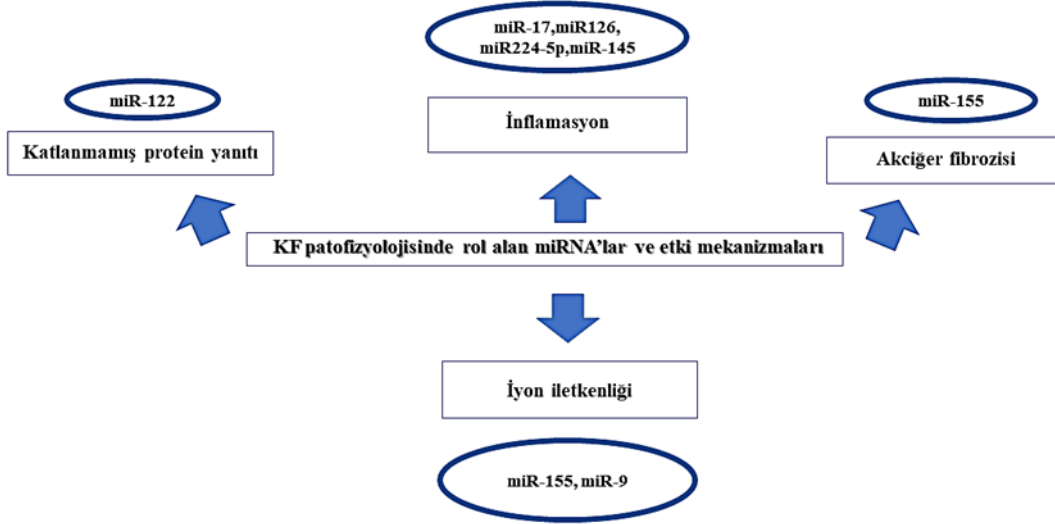 miR-17,miR126,
miR224-5p,miR-145
miR-122
miR-155
İnflamasyon
Katlanmamış protein yanıtı
Akciğer fibrozisi
KF patofizyolojisinde rol alan miRNA'lar ve etki mekanizmaları
İyon iletkenliği
miR-155, miR-9